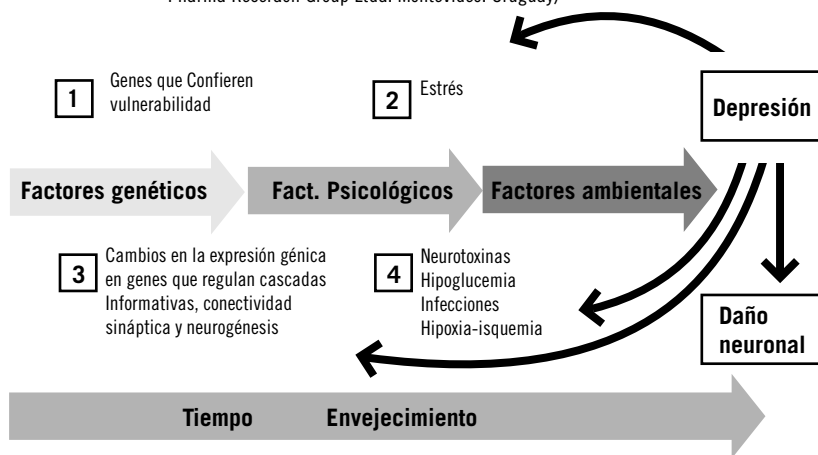 Pharma Recorden Group Ltda. Montevideo. Uruguay)
1
Genes que Confieren
vulnerabilidad
2
Estrés
Depresión
Factores genéticos
Fact. Psicológicos
Factores ambientales
3
Cambios en la expresión génica
en genes que regulan cascadas
Informativas, conectividad
sináptica y neurogénesis
4
Neurotoxinas
Hipoglucemia
Infecciones
Hipoxia-isquemia
Daño
neuronal
Tiempo
Envejecimiento